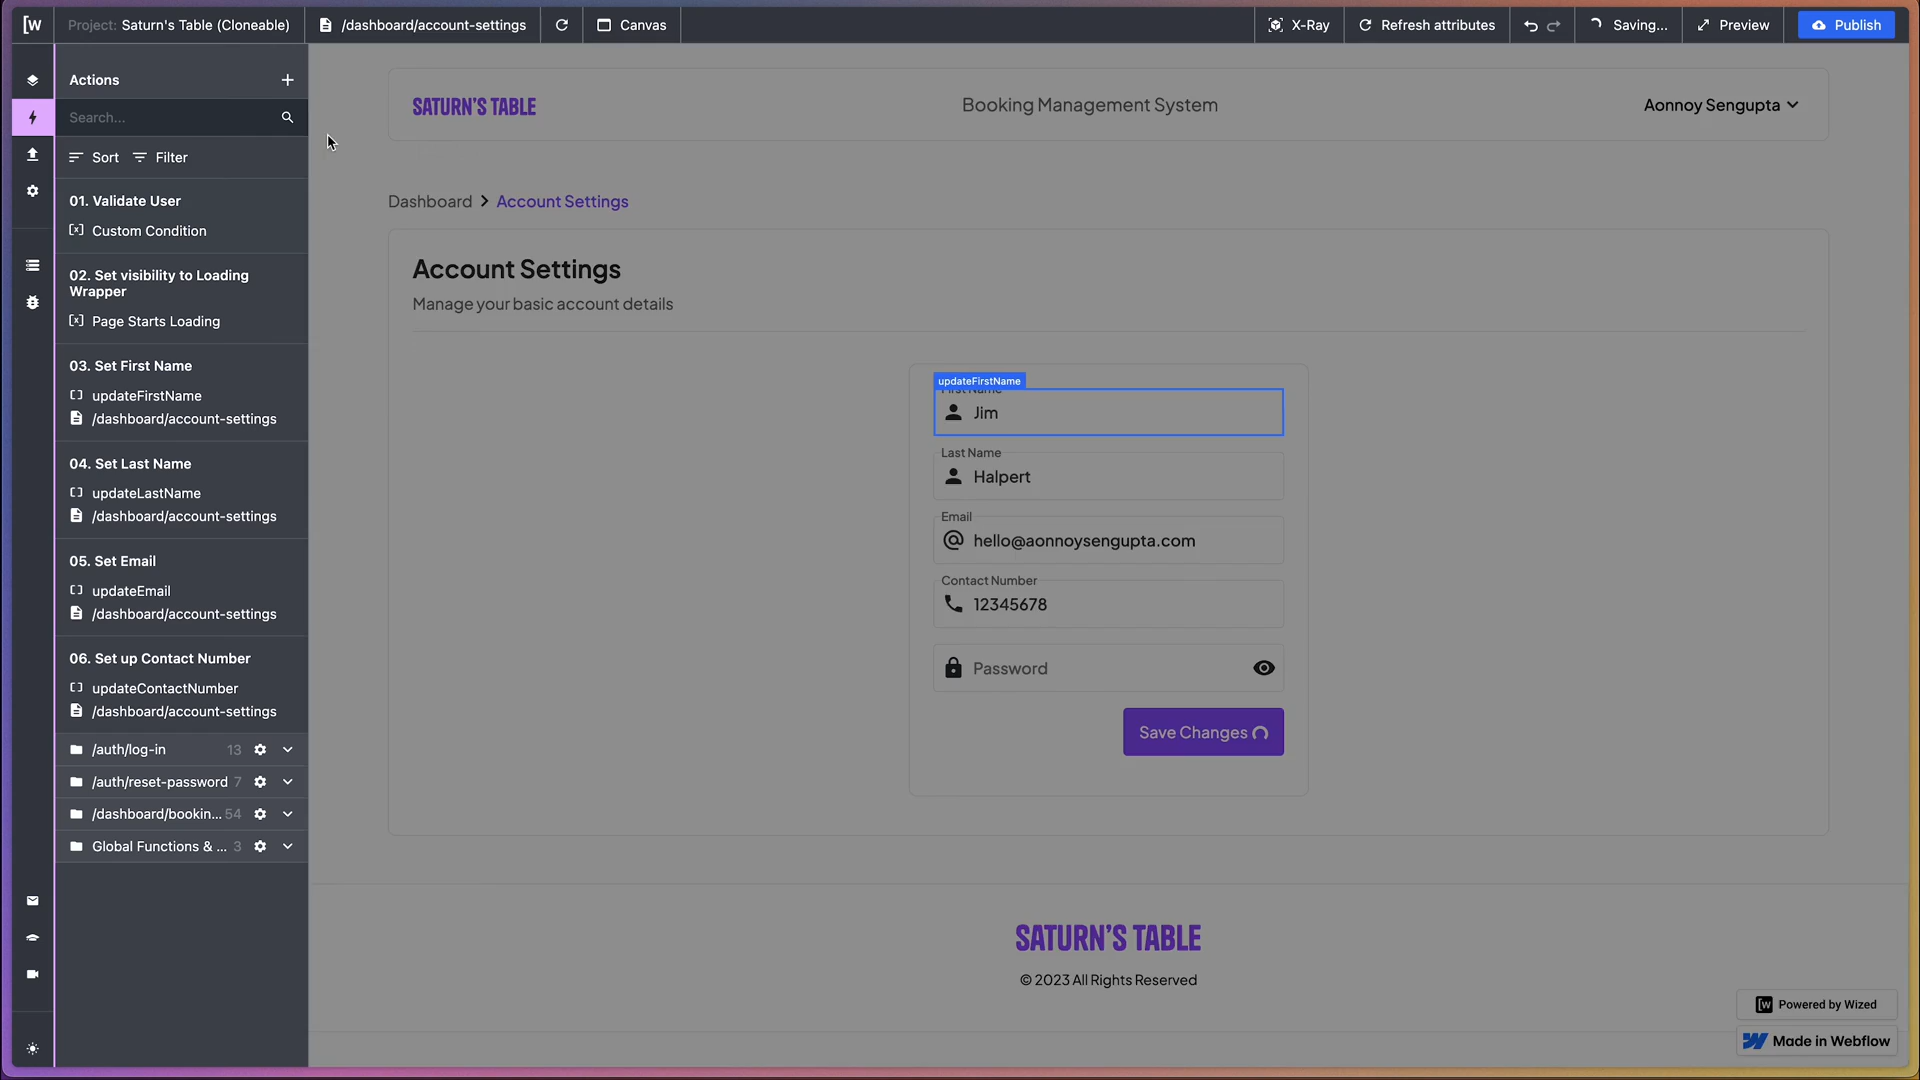 Project: Saturn's Table (Cloneable)
/dashboard/account-settings
Canvas
X-Ray
Refresh attributes
Saving...
Preview
Publish
Actions
Search...
Sort
Filter
01. Validate User
Custom Condition
02. Set visibility to Loading
Wrapper
Page Starts Loading
03. Set First Name
updateFirstName
/dashboard/account-settings
04. Set Last Name
updateLastName
/dashboard/account-settings
05. Set Email
updateEmail
/dashboard/account-settings
06. Set up Contact Number
updateContactNumber
/dashboard/account-settings
/auth/log-in 13
/auth/reset-password 7
/dashboard/bookin... 54
Global Functions & ... 3
SATURN'S TABLE
Booking Management System
Aonnoy Sengupta
Dashboard > Account Settings
Account Settings
Manage your basic account details
updateFirstName
First Name
Jim
Last Name
Halpert
Email
hello@aonnoysengupta.com
Contact Number
12345678
Password
Save Changes
SATURN'S TABLE
© 2023 All Rights Reserved
Powered by Wized
Made in Webflow